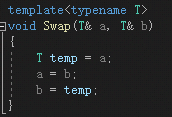 template<typename T>
void Swap(T& a, T& b)
{
    T temp = a;
    a = b;
    b = temp;
}